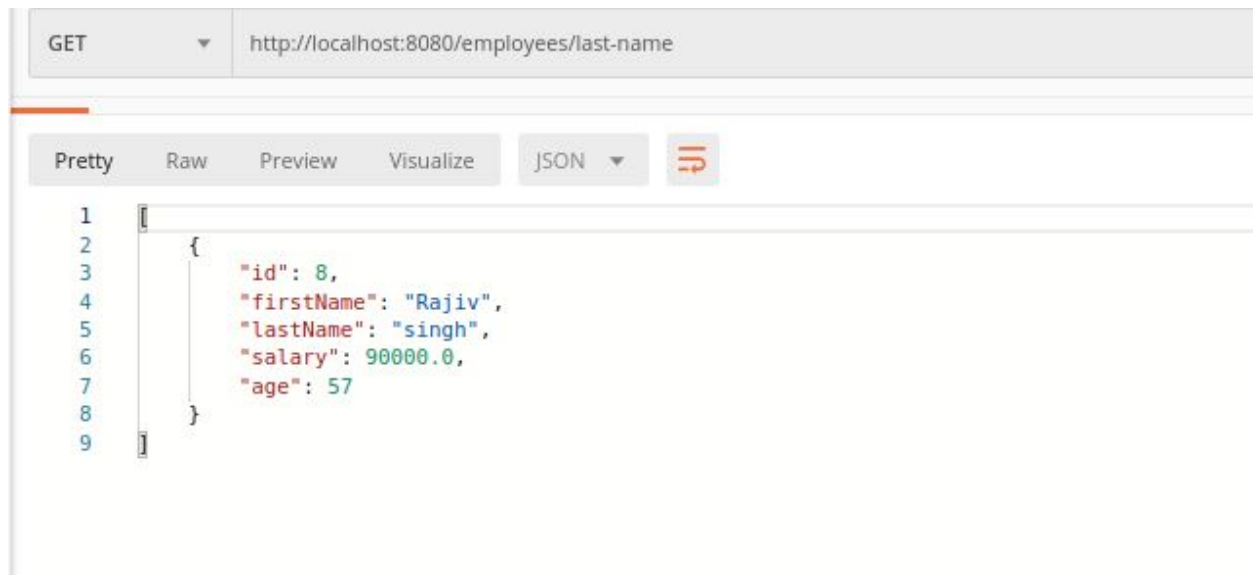 GET http://localhost:8080/employees/last-name
Pretty Raw Preview Visualize JSON
1 [
2 {
3 "id": 8,
4 "firstName": "Rajiv",
5 "lastName": "singh",
6 "salary": 90000.0,
7 "age": 57
8 }
9 ]